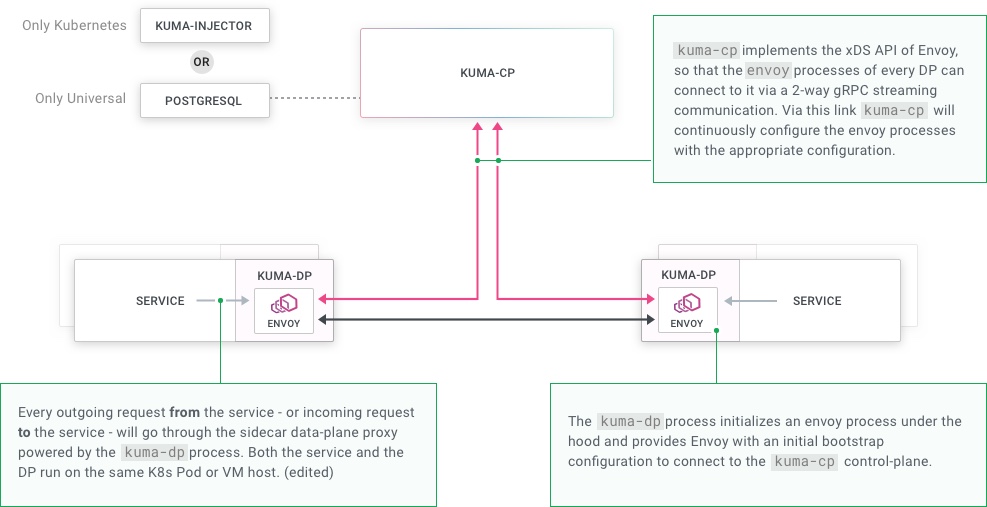 Only Kubernetes
KUMA-INJECTOR
OR
Only Universal
POSTGRESQL
KUMA-CP
kuma-cp implements the xDS API of Envoy,
so that the envoy processes of every DP can
connect to it via a 2-way gRPC streaming
communication. Via this link kuma-cp will
continuously configure the envoy processes
with the appropriate configuration.
SERVICE
KUMA-DP
ENVOY
KUMA-DP
ENVOY
SERVICE
Every outgoing request from the service - or incoming request
to the service - will go through the sidecar data-plane proxy
powered by the kuma-dp process. Both the service and the
DP run on the same K8s Pod or VM host. (edited)
The kuma-dp process initializes an envoy process under the
hood and provides Envoy with an initial bootstrap
configuration to connect to the kuma-cp control-plane.